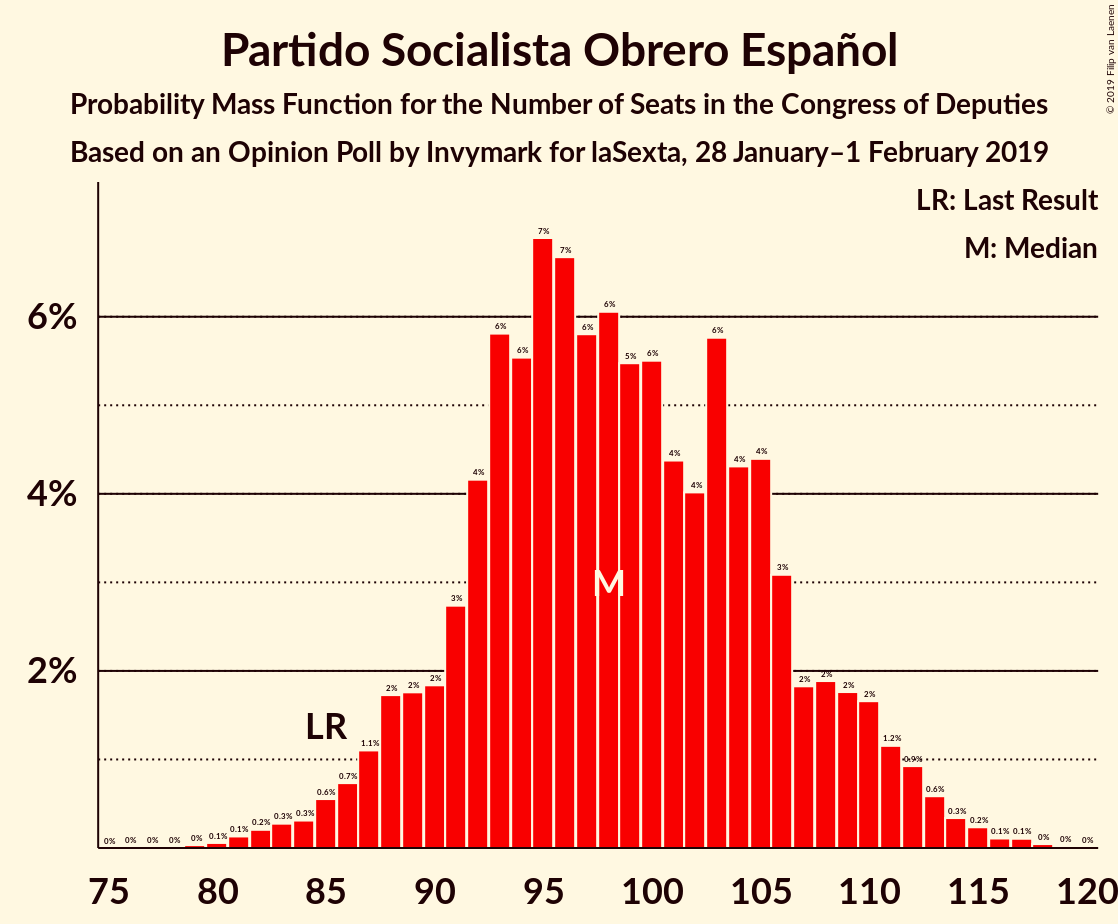 Partido Socialista Obrero Español
Probability Mass Function for the Number of Seats in the Congress of Deputies
Based on an Opinion Poll by Invymark for laSexta, 28 January–1 February 2019
© 2019 Filip van Laenen
LR: Last Result
M: Median
6%
4%
2%
0% 0% 0% 0% 0% 0.1% 0.1% 0.2% 0.3% 0.3% 0.6% 0.7% 1.1% 2% 2% 2% 3% 4% 6% 6% 7% 7% 6% 6% 5% 6% 4% 4% 6% 4% 4% 3% 2% 2% 2% 2% 1.2% 0.9% 0.6% 0.3% 0.2% 0.1% 0.1% 0% 0% 0%
M
LR
75 80 85 90 95 100 105 110 115 120